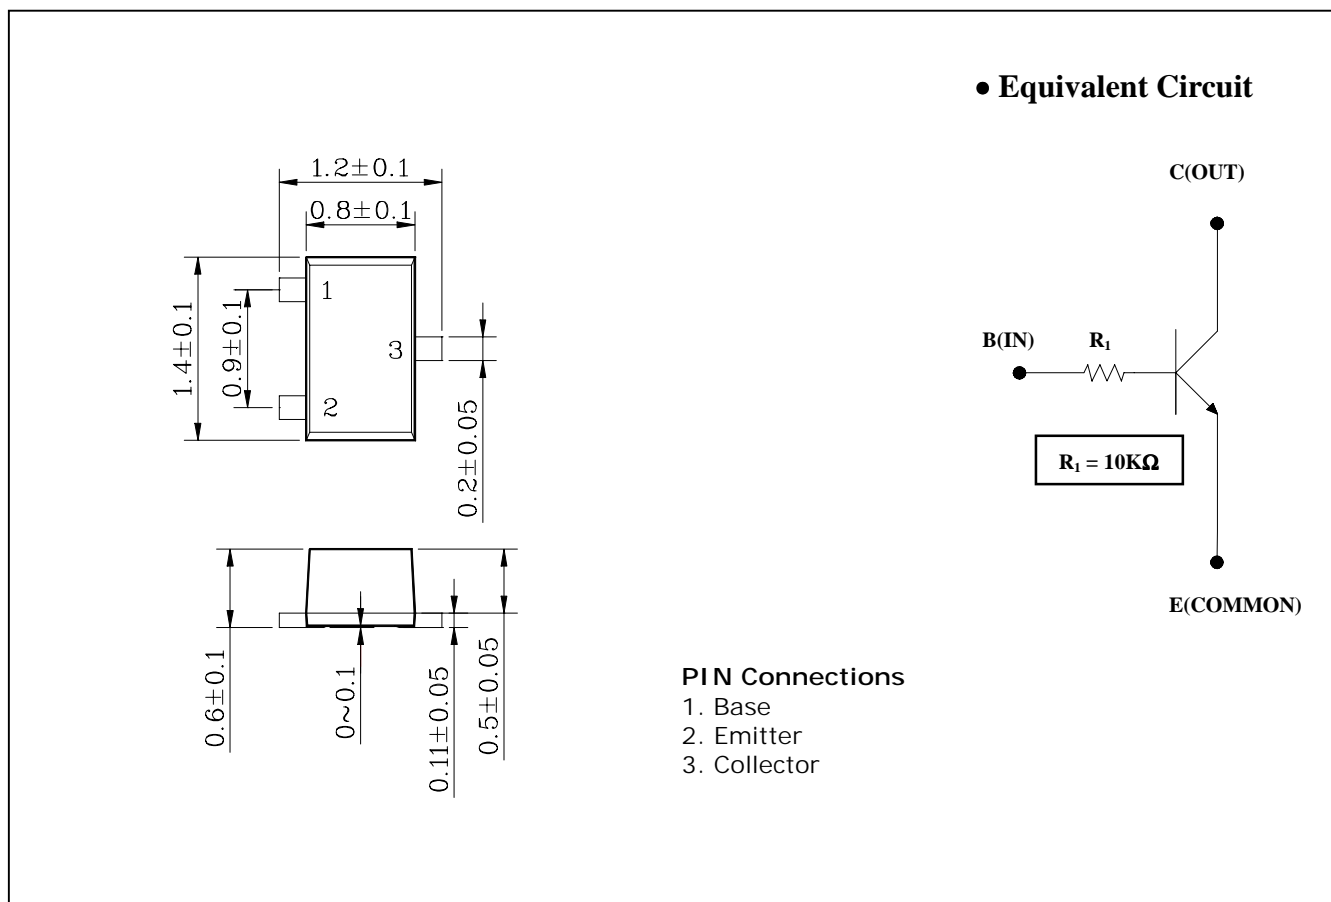 ● Equivalent Circuit
1.2±0.1
0.8±0.1
1.4±0.1
0.9±0.1
1
2
3
0.2±0.05
C(OUT)
B(IN)
R₁
R₁ = 10KΩ
E(COMMON)
0.6±0.1
0~0.1
0.11±0.05
0.5±0.05
PIN Connections
1. Base
2. Emitter
3. Collector